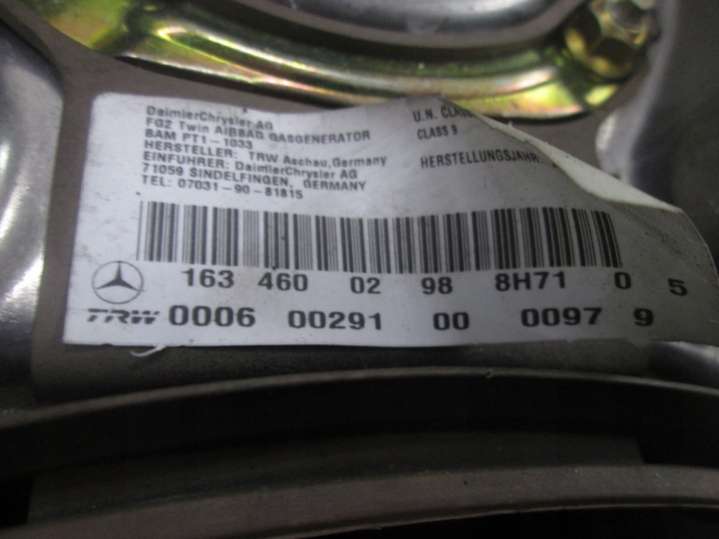 DaimlerChrysler AG
FG2 Twin AIRBAG GASGENERATOR
BAM PT1-1033
HERSTELLER: TRW Aschau, Germany
EINFÜHRER: DaimlerChrysler AG
71059 SINDELFINGEN, GERMANY
TEL: 07031-90-81815
U.N. CLASS
CLASS 9
HERSTELLUNGSJAHR:
163 460 02 98 8H71 0 5
TRW 0006 00291 00 0097 9